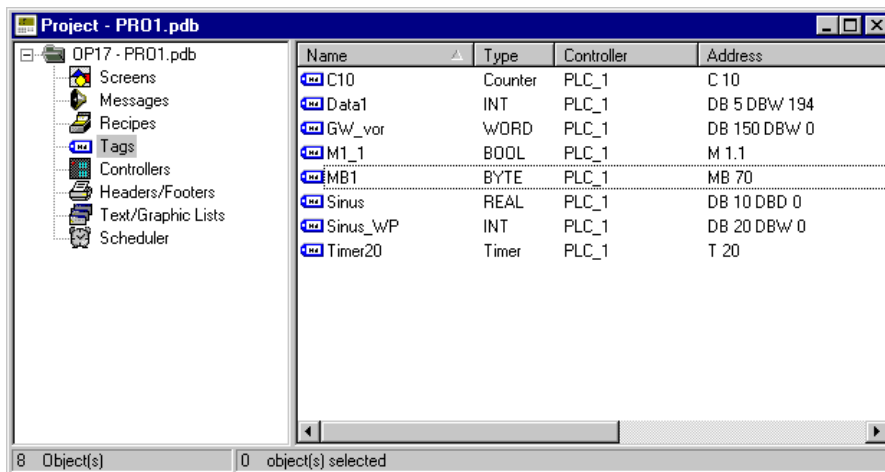 Project - PRO1.pdb
OP17 - PRO1.pdb
Screens
Messages
Recipes
Tags
Controllers
Headers/Footers
Text/Graphic Lists
Scheduler
Name Type Controller Address
C10 Counter PLC_1 C 10
Data1 INT PLC_1 DB 5 DBW 194
GW_vor WORD PLC_1 DB 150 DBW 0
M1_1 BOOL PLC_1 M 1.1
MB1 BYTE PLC_1 MB 70
Sinus REAL PLC_1 DB 10 DBD 0
Sinus_WP INT PLC_1 DB 20 DBW 0
Timer20 Timer PLC_1 T 20
8 Object(s) 0 object(s) selected